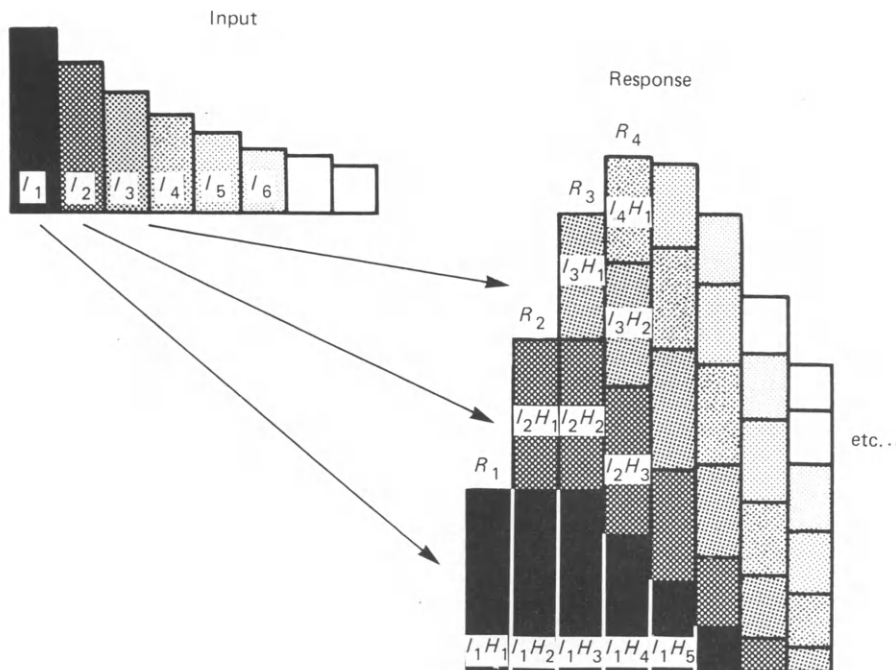 Input
I₁ I₂ I₃ I₄ I₅ I₆
Response
R₄
R₃
I₄H₁
I₃H₁
R₂
I₃H₂
I₂H₁ I₂H₂
etc..
I₂H₃
R₁
I₁H₁ I₁H₂ I₁H₃ I₁H₄ I₁H₅